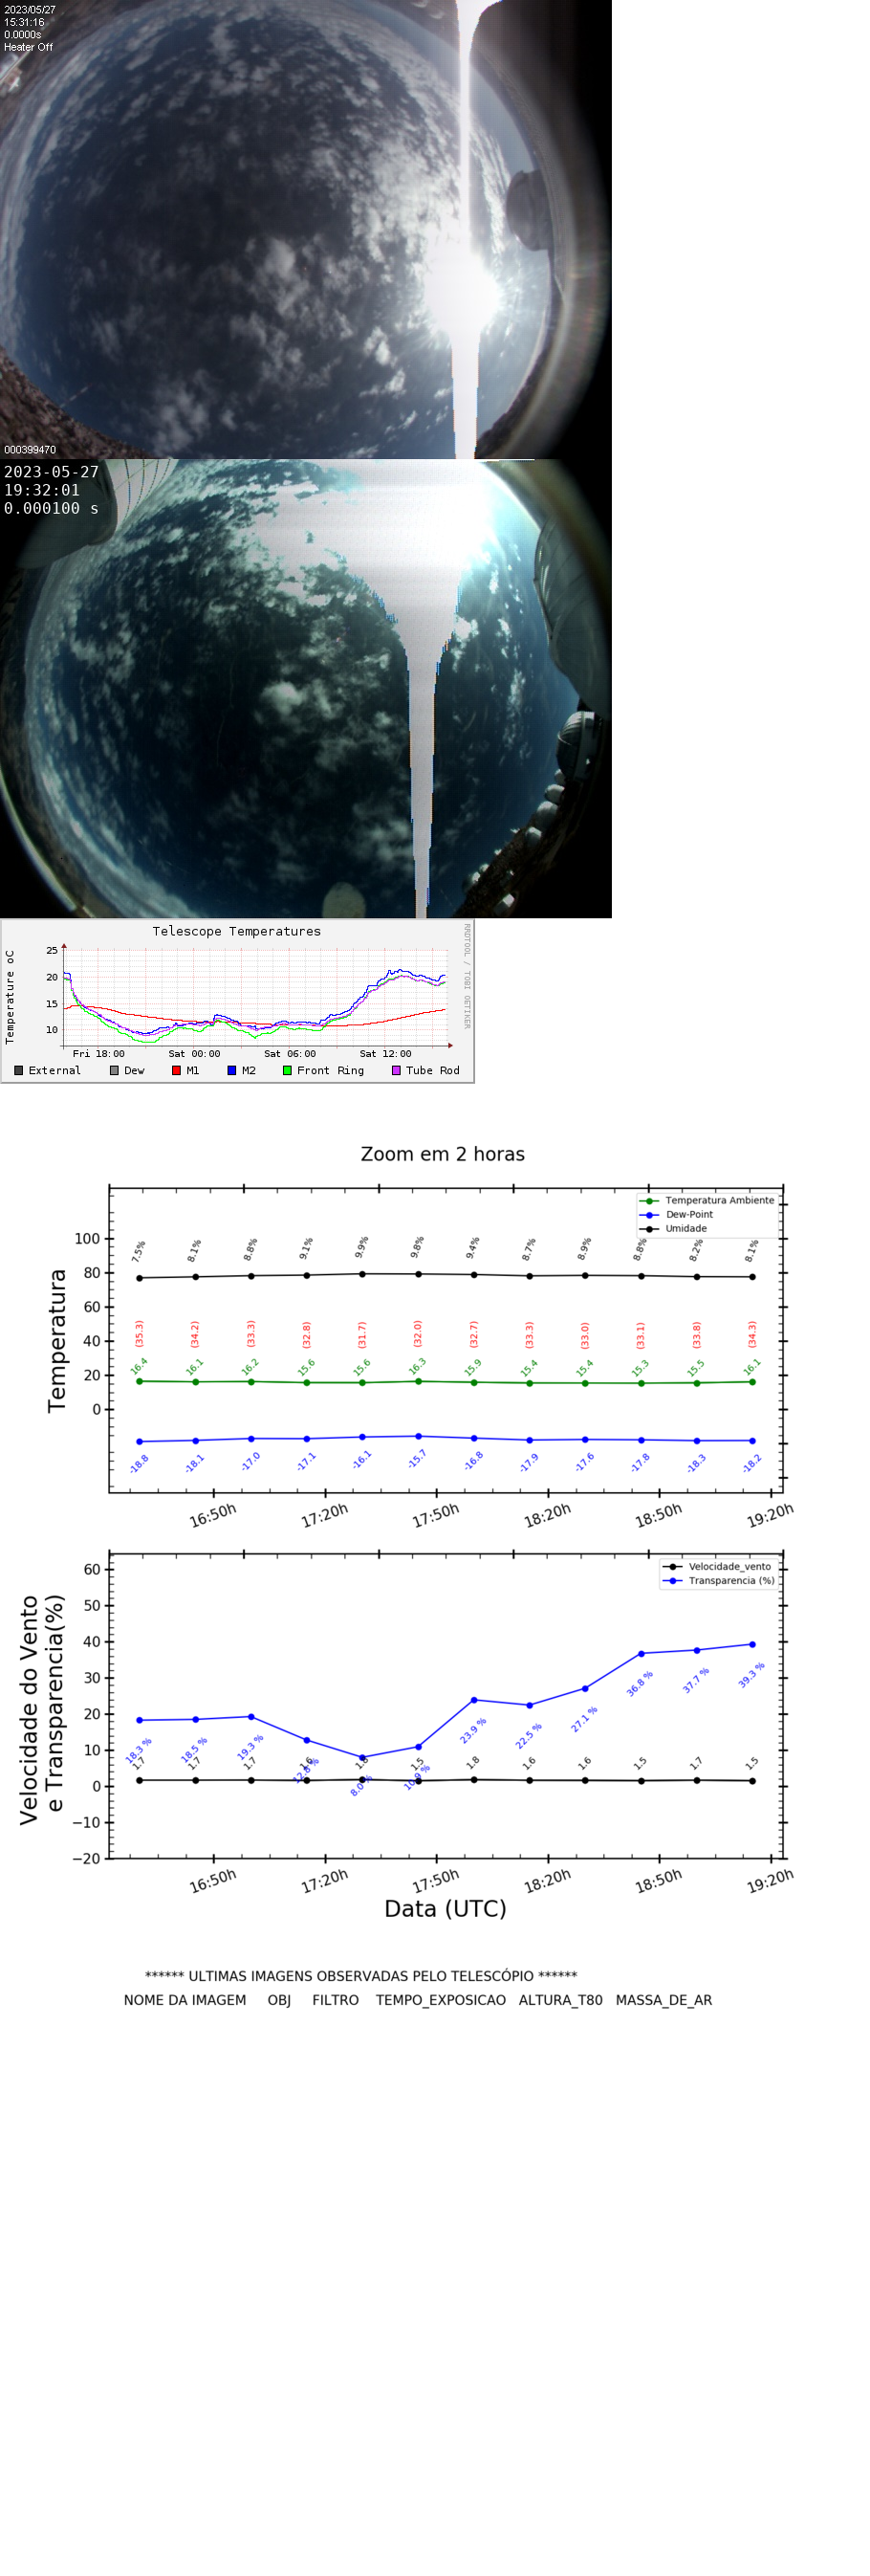 2023/05/27
15:31:16
0.0000s
Heater Off
000399470
2023-05-27
19:32:01
0.000100 s
Telescope Temperatures
RRDTOOL / TOBI OETIKER
Temperature oC
25
20
15
10
Fri 18:00 Sat 00:00 Sat 06:00 Sat 12:00
External Dew M1 M2 Front Ring Tube Rod
Zoom em 2 horas
Temperatura Ambiente
Dew-Point
Umidade
Temperatura
100
80
60
40
20
0
7.5% 8.1% 8.8% 9.1% 9.9% 9.8% 9.4% 8.7% 8.9% 8.8% 8.2% 8.1%
(35.3) (34.2) (33.3) (32.8) (31.7) (32.0) (32.7) (33.3) (33.0) (33.1) (33.8) (34.3)
16.4 16.1 16.2 15.6 15.6 16.3 15.9 15.4 15.4 15.3 15.5 16.1
-18.8 -18.1 -17.0 -17.1 -16.1 -15.7 -16.8 -17.9 -17.6 -17.8 -18.3 -18.2
16:50h 17:20h 17:50h 18:20h 18:50h 19:20h
Velocidade_vento
Transparencia (%)
Velocidade do Vento
e Transparencia(%)
60
50
40
30
20
10
0
−10
−20
18.3 % 18.5 % 19.3 % 12.8 % 8.0 % 23.9 % 22.5 % 27.1 % 36.8 % 37.7 % 39.3 %
1.7 1.7 1.7 1.6 1.8 1.5 1.8 1.6 1.6 1.5 1.7 1.5
16:50h 17:20h 17:50h 18:20h 18:50h 19:20h
Data (UTC)
****** ULTIMAS IMAGENS OBSERVADAS PELO TELESCÓPIO ******
NOME DA IMAGEM OBJ FILTRO TEMPO_EXPOSICAO ALTURA_T80 MASSA_DE_AR